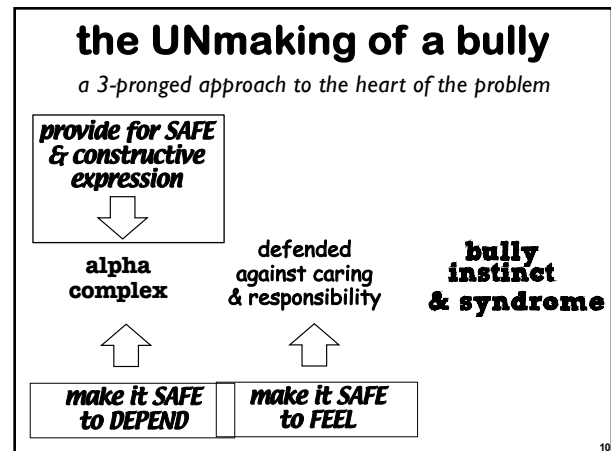 the UNmaking of a bully
a 3-pronged approach to the heart of the problem
provide for SAFE
& constructive
expression
alpha
complex
defended
against caring
& responsibility
bully
instinct
& syndrome
make it SAFE
to DEPEND
make it SAFE
to FEEL
10